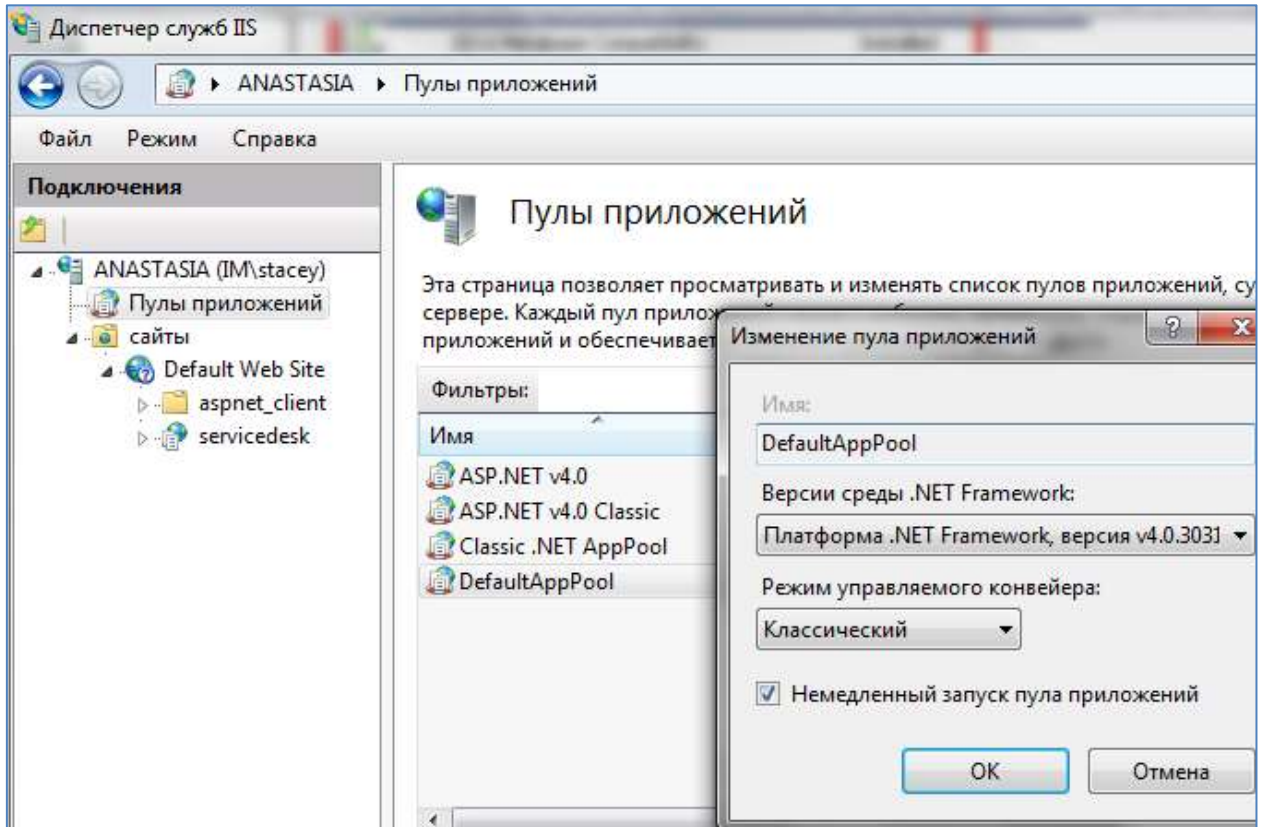 Диспетчер служб IIS
ANASTASIA
Пулы приложений
Файл Режим Справка
Подключения
ANASTASIA (IM\stacey)
Пулы приложений
сайты
Default Web Site
aspnet_client
servicedesk
Пулы приложений
Эта страница позволяет просматривать и изменять список пулов приложений, су
сервере. Каждый пул прилож
приложений и обеспечивает
Фильтры:
Имя
ASP.NET v4.0
ASP.NET v4.0 Classic
Classic .NET AppPool
DefaultAppPool
Изменение пула приложений
Имя:
DefaultAppPool
Версии среды .NET Framework:
Платформа .NET Framework, версия v4.0.3031
Режим управляемого конвейера:
Классический
Немедленный запуск пула приложений
OK Отмена